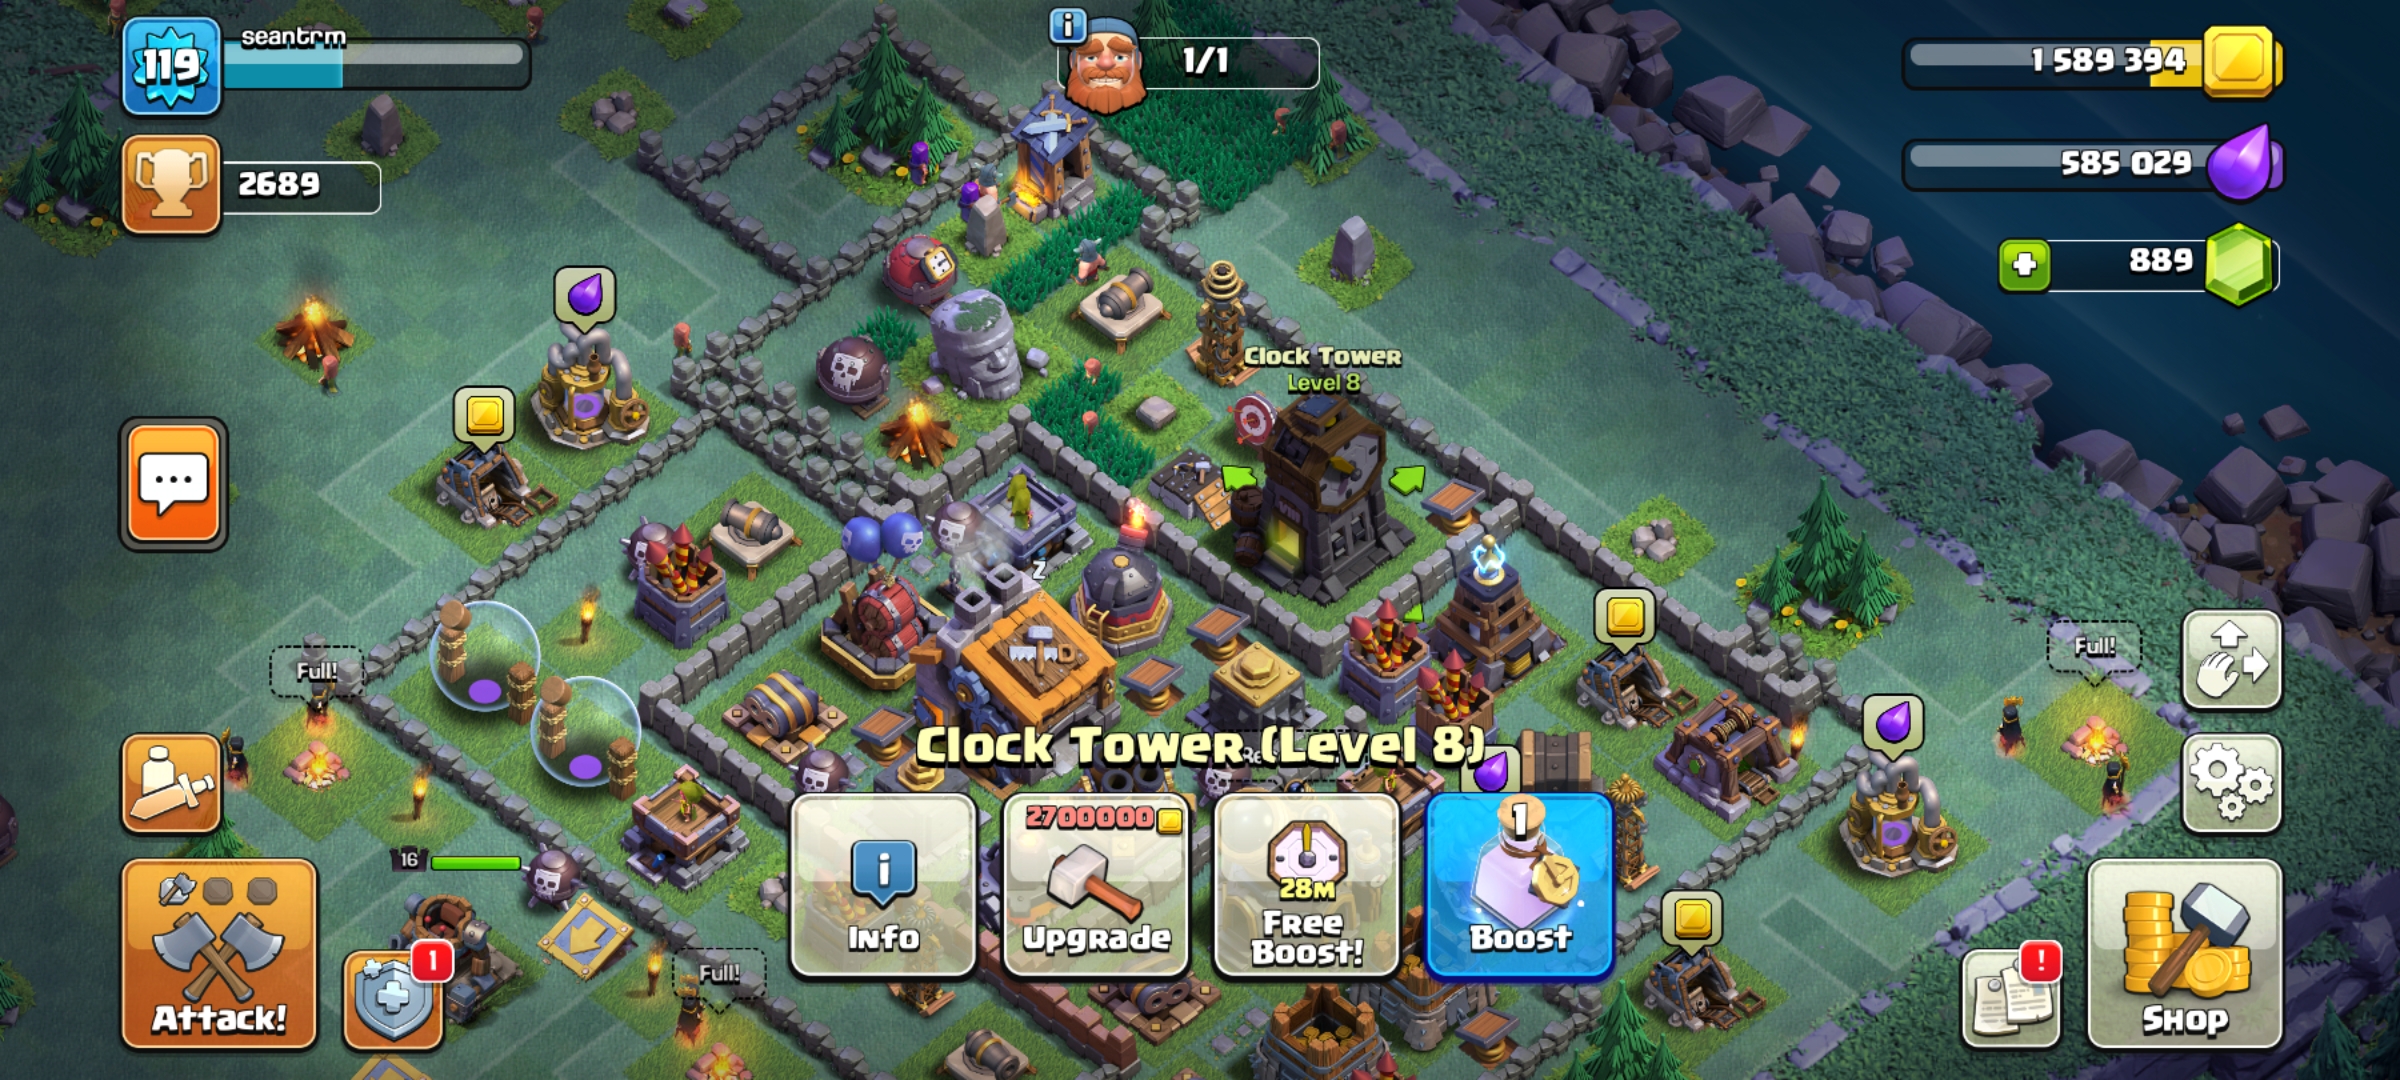 119
seantrm
1/1
1 589 394
2689
585 029
889
Clock Tower
Level 8
Z
Full!
Full!
Clock Tower (Level 8)
16
2700000
1
28M
Info
Upgrade
Free
Boost!
Boost
Full!
1
!
Attack!
Shop